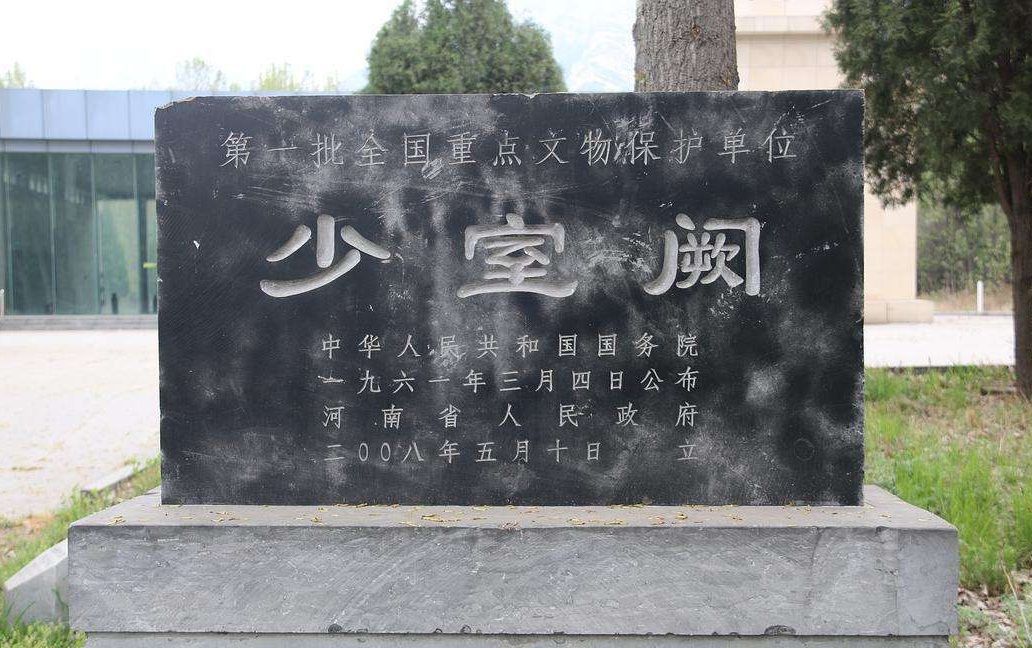 第一批全国重点文物保护单位
少室阙
中华人民共和国国务院
一九六一年三月四日公布
河南省人民政府
二00八年五月十日 立